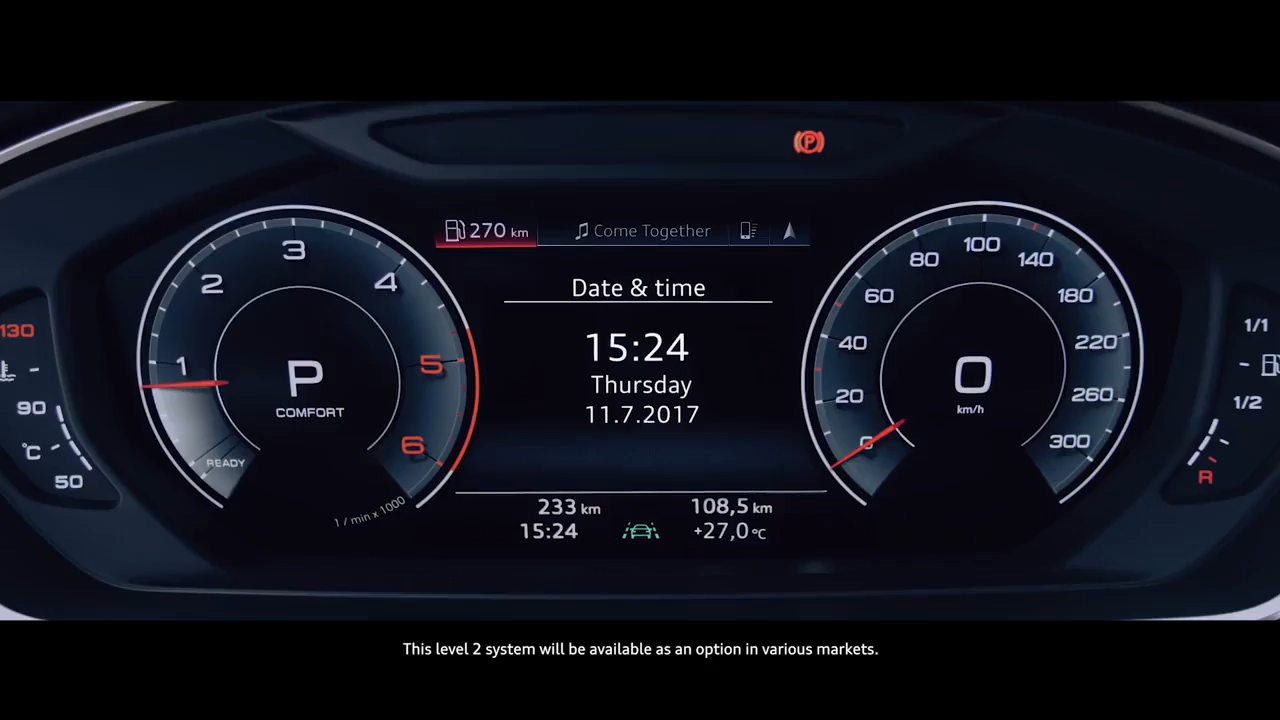 P
270 km
Come Together
Date & time
15:24
Thursday
11.7.2017
233 km
108,5 km
15:24
+27,0 °C
1
2
3
4
5
6
P
COMFORT
READY
1 / min x 1000
130
90
°C
50
0
20
40
60
80
100
140
180
220
260
300
0
km/h
1/1
1/2
R
This level 2 system will be available as an option in various markets.